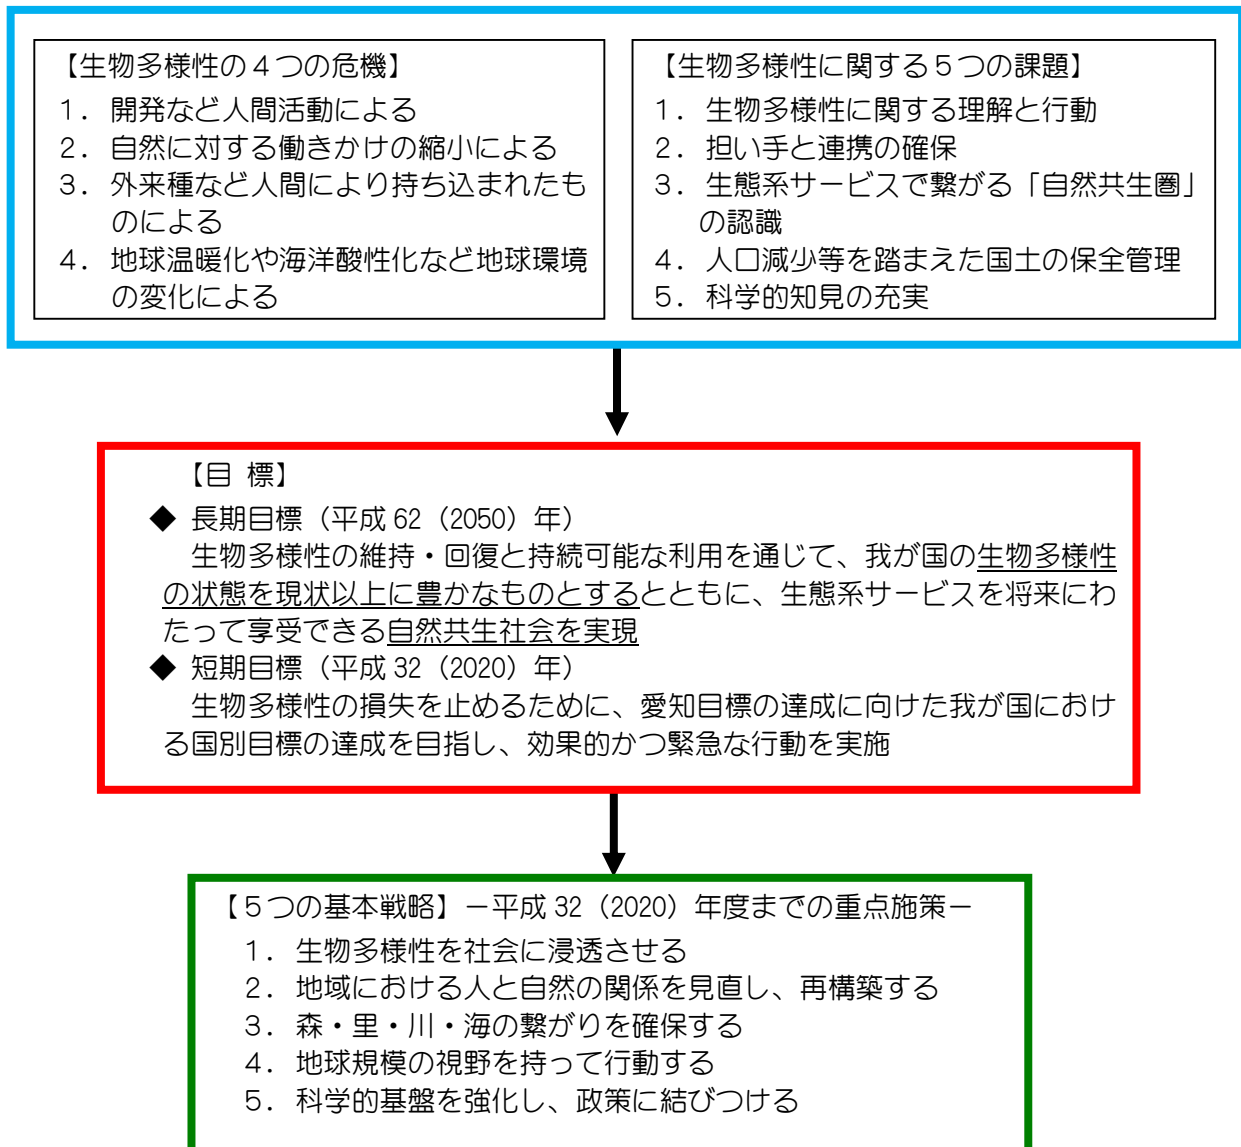 【生物多様性の４つの危機】
１．開発など人間活動による
２．自然に対する働きかけの縮小による
３．外来種など人間により持ち込まれたも
のによる
４．地球温暖化や海洋酸性化など地球環境
の変化による
【生物多様性に関する５つの課題】
１．生物多様性に関する理解と行動
２．担い手と連携の確保
３．生態系サービスで繋がる「自然共生圏」
の認識
４．人口減少等を踏まえた国土の保全管理
５．科学的知見の充実
【目 標】
◆ 長期目標（平成 62（2050）年）
生物多様性の維持・回復と持続可能な利用を通じて、我が国の生物多様性
の状態を現状以上に豊かなものとするとともに、生態系サービスを将来にわ
たって享受できる自然共生社会を実現
◆ 短期目標（平成 32（2020）年）
生物多様性の損失を止めるために、愛知目標の達成に向けた我が国におけ
る国別目標の達成を目指し、効果的かつ緊急な行動を実施
【５つの基本戦略】－平成 32（2020）年度までの重点施策－
１．生物多様性を社会に浸透させる
２．地域における人と自然の関係を見直し、再構築する
３．森・里・川・海の繋がりを確保する
４．地球規模の視野を持って行動する
５．科学的基盤を強化し、政策に結びつける